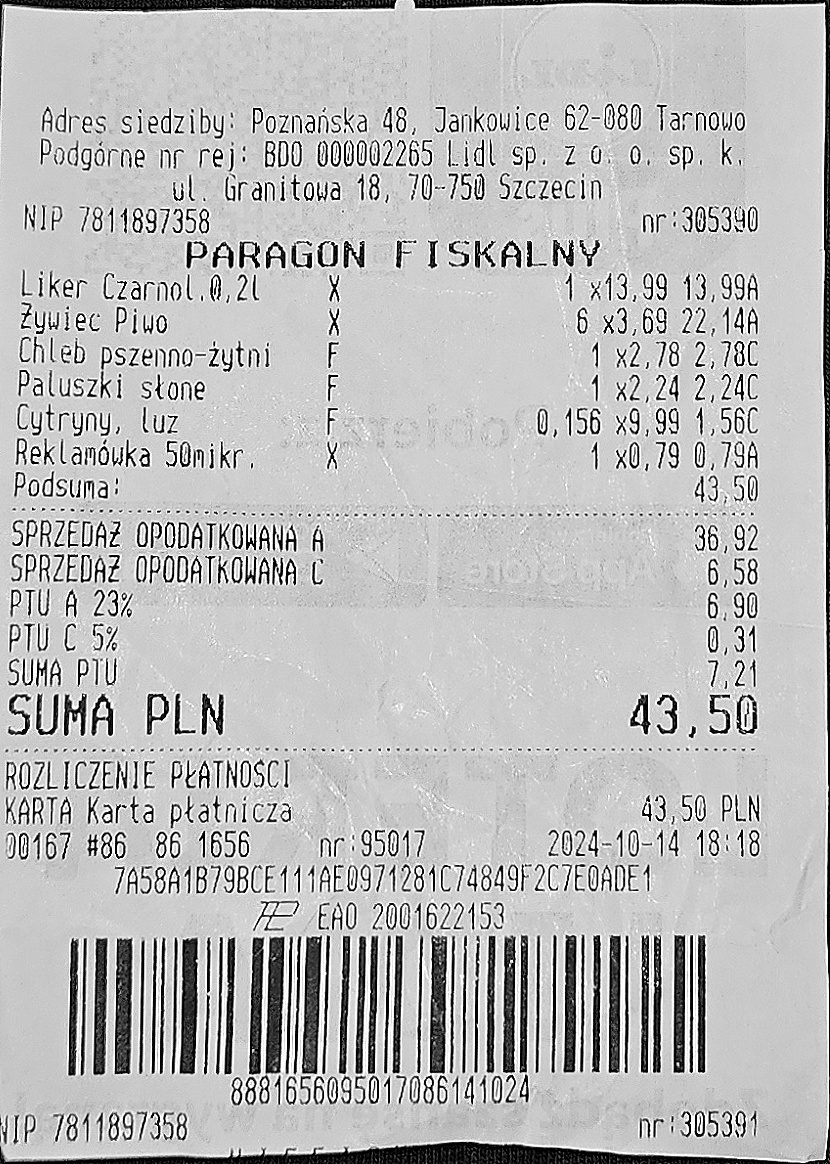 Adres siedziby: Poznańska 48, Jankowice 62-080 Tarnowo
Podgórne nr rej: BDO 000002265 Lidl sp. z o. o. sp. k.
ul. Granitowa 18, 70-750 Szczecin
NIP 7811897358 nr:305390
PARAGON FISKALNY
Liker Czarnol.0,2l X 1 x13,99 13,99A
Żywiec Piwo X 6 x3,69 22,14A
Chleb pszenno-żytni F 1 x2,78 2,78C
Paluszki słone F 1 x2,24 2,24C
Cytryny, luz F 0,156 x9,99 1,56C
Reklamówka 50mikr. X 1 x0,79 0,79A
Podsuma: 43,50
SPRZEDAŻ OPODATKOWANA A 36,92
SPRZEDAŻ OPODATKOWANA C 6,58
PTU A 23% 6,90
PTU C 5% 0,31
SUMA PTU 7,21
SUMA PLN 43,50
ROZLICZENIE PŁATNOŚCI
KARTA Karta płatnicza 43,50 PLN
00167 #86 86 1656 nr:95017 2024-10-14 18:18
7A58A1B79BCE111AE0971281C74849F2C7E0ADE1
EAO 2001622153
88816560950170861410​24
NIP 7811897358 nr:305391